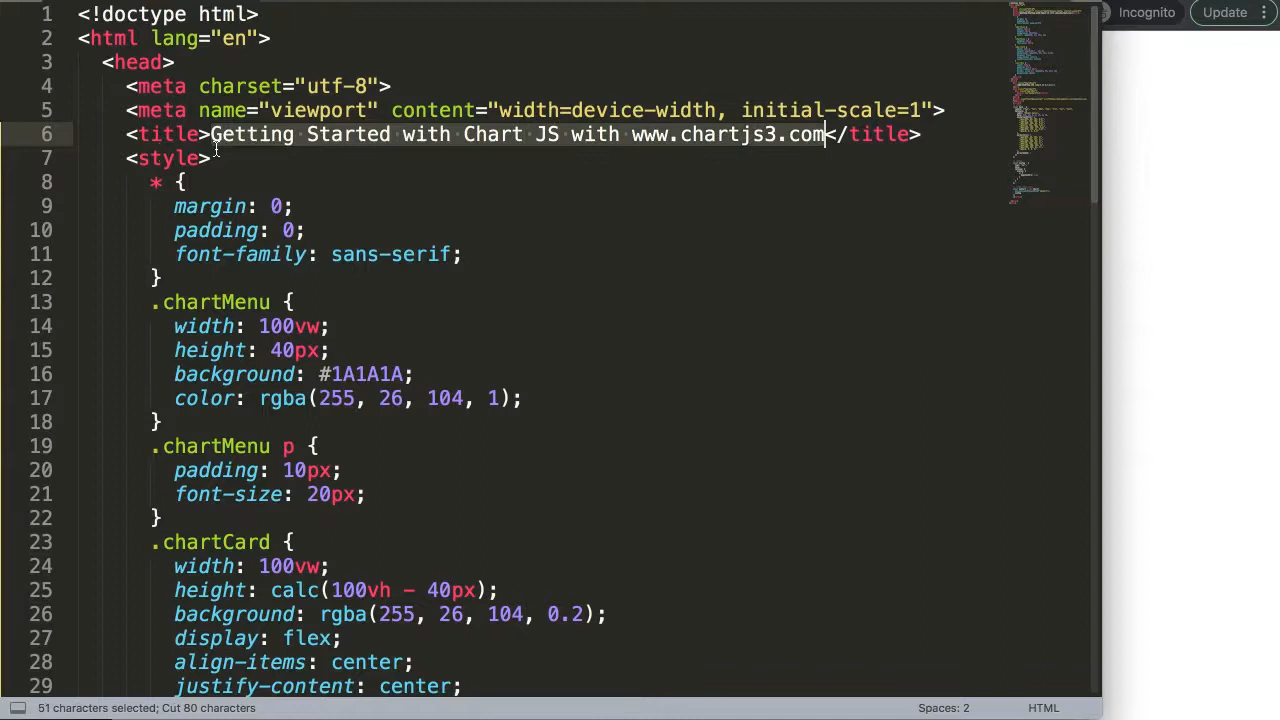 1 <!doctype html>
2 <html lang="en">
3 <head>
4 <meta charset="utf-8">
5 <meta name="viewport" content="width=device-width, initial-scale=1">
6 <title>Getting Started with Chart JS with www.chartjs3.com</title>
7 <style>
8 * {
9 margin: 0;
10 padding: 0;
11 font-family: sans-serif;
12 }
13 .chartMenu {
14 width: 100vw;
15 height: 40px;
16 background: #1A1A1A;
17 color: rgba(255, 26, 104, 1);
18 }
19 .chartMenu p {
20 padding: 10px;
21 font-size: 20px;
22 }
23 .chartCard {
24 width: 100vw;
25 height: calc(100vh - 40px);
26 background: rgba(255, 26, 104, 0.2);
27 display: flex;
28 align-items: center;
29 justify-content: center;
Incognito
Update
51 characters selected; Cut 80 characters
Spaces: 2
HTML